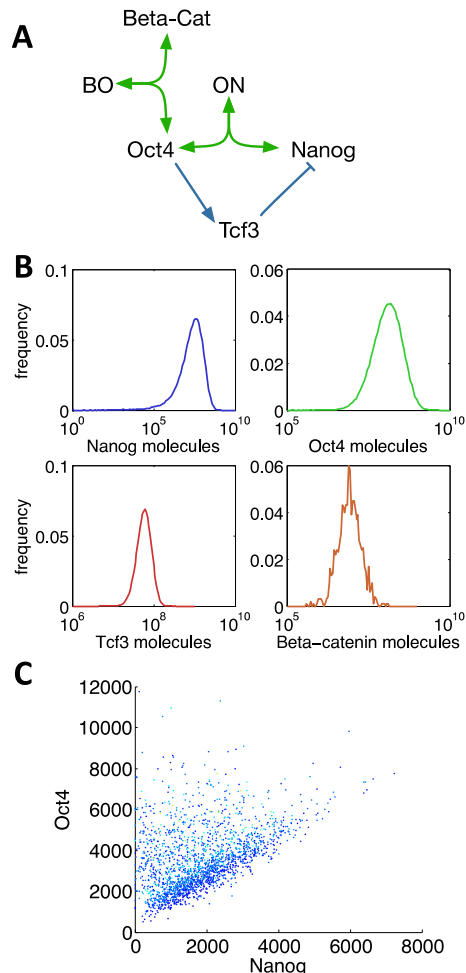 A
Beta-Cat
BO
ON
Oct4
Nanog
Tcf3
B
0.1
0.05
0
frequency
10^0
10^5
10^10
Nanog molecules
0.06
0.04
0.02
0
10^5
10^10
Oct4 molecules
0.1
0.05
0
frequency
10^6
10^8
10^10
Tcf3 molecules
0.06
0.04
0.02
0
10^5
10^10
Beta−catenin molecules
C
12000
10000
8000
6000
4000
2000
0
Oct4
0
2000
4000
6000
8000
Nanog